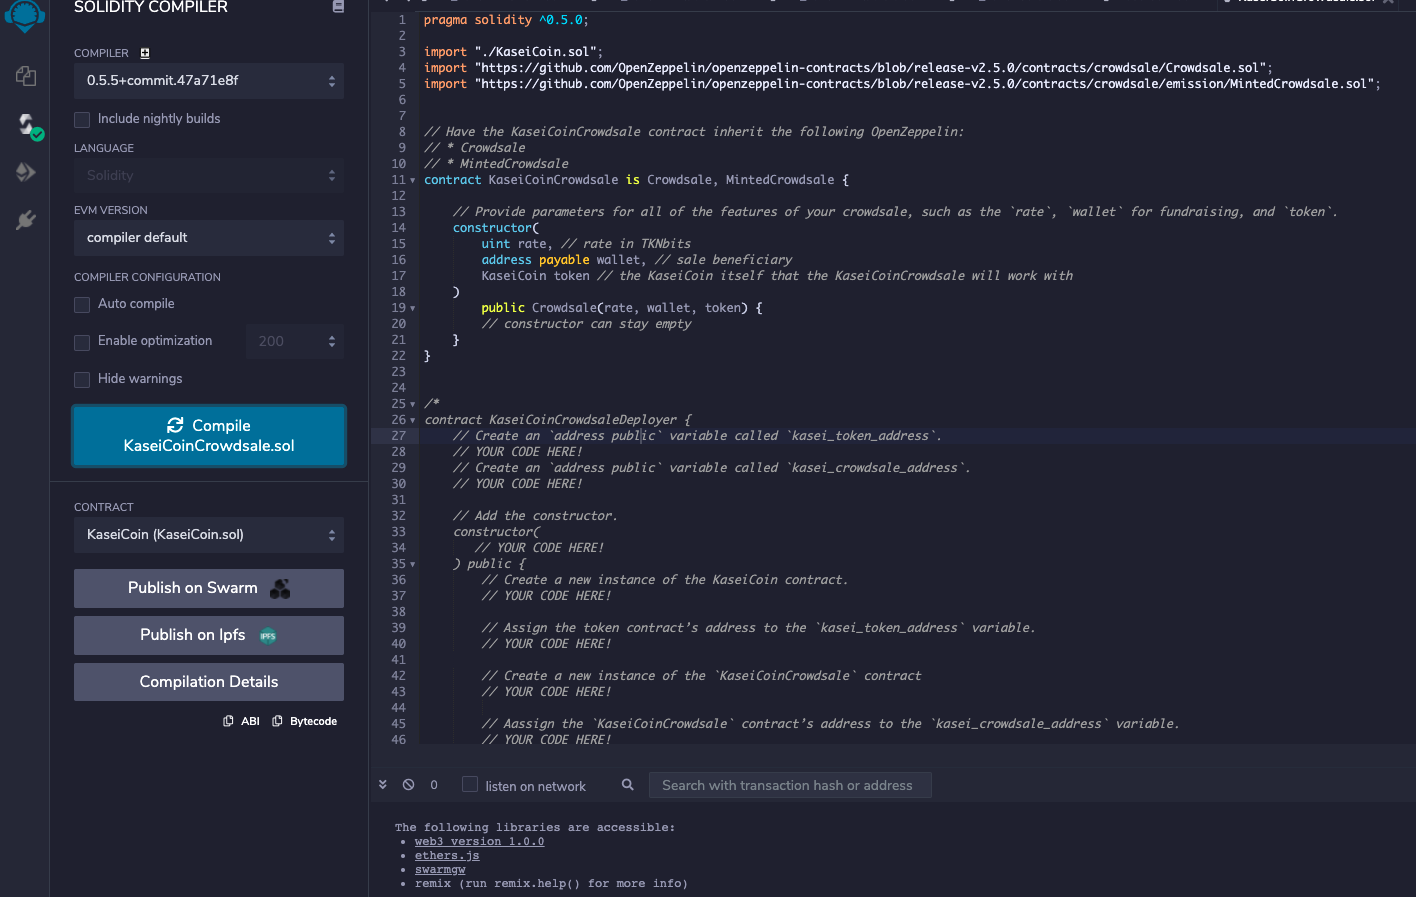 SOLIDITY COMPILER
COMPILER
0.5.5+commit.47a71e8f
Include nightly builds
LANGUAGE
Solidity
EVM VERSION
compiler default
COMPILER CONFIGURATION
Auto compile
Enable optimization
200
Hide warnings
Compile
KaseiCoinCrowdsale.sol
CONTRACT
KaseiCoin (KaseiCoin.sol)
Publish on Swarm
Publish on Ipfs
IPFS
Compilation Details
ABI
Bytecode
1 pragma solidity ^0.5.0;
2
3 import "./KaseiCoin.sol";
4 import "https://github.com/OpenZeppelin/openzeppelin-contracts/blob/release-v2.5.0/contracts/crowdsale/Crowdsale.sol";
5 import "https://github.com/OpenZeppelin/openzeppelin-contracts/blob/release-v2.5.0/contracts/crowdsale/emission/MintedCrowdsale.sol";
6
7
8 // Have the KaseiCoinCrowdsale contract inherit the following OpenZeppelin:
9 // * Crowdsale
10 // * MintedCrowdsale
11 contract KaseiCoinCrowdsale is Crowdsale, MintedCrowdsale {
12
13 // Provide parameters for all of the features of your crowdsale, such as the `rate`, `wallet` for fundraising, and `token`.
14 constructor(
15 uint rate, // rate in TKNbits
16 address payable wallet, // sale beneficiary
17 KaseiCoin token // the KaseiCoin itself that the KaseiCoinCrowdsale will work with
18 )
19 public Crowdsale(rate, wallet, token) {
20 // constructor can stay empty
21 }
22 }
23
24
25 /*
26 contract KaseiCoinCrowdsaleDeployer {
27 // Create an `address public` variable called `kasei_token_address`.
28 // YOUR CODE HERE!
29 // Create an `address public` variable called `kasei_crowdsale_address`.
30 // YOUR CODE HERE!
31
32 // Add the constructor.
33 constructor(
34 // YOUR CODE HERE!
35 ) public {
36 // Create a new instance of the KaseiCoin contract.
37 // YOUR CODE HERE!
38
39 // Assign the token contract’s address to the `kasei_token_address` variable.
40 // YOUR CODE HERE!
41
42 // Create a new instance of the `KaseiCoinCrowdsale` contract
43 // YOUR CODE HERE!
44
45 // Aassign the `KaseiCoinCrowdsale` contract’s address to the `kasei_crowdsale_address` variable.
46 // YOUR CODE HERE!
0
listen on network
Search with transaction hash or address
The following libraries are accessible:
• web3 version 1.0.0
• ethers.js
• swarmgw
• remix (run remix.help() for more info)